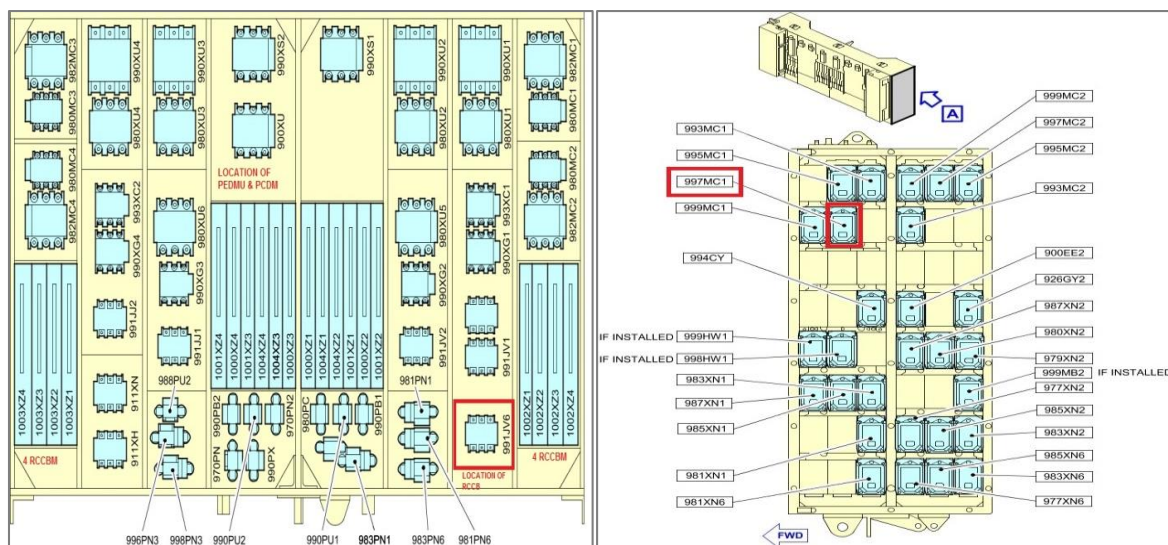 982MC3
990XU4
990XU3
990XS2
990XS1
990XU2
990XU1
982MC1
980MC3
980XU4
980XU3
900XU
980XU2
980XU1
980MC1
980MC4
LOCATION OF
PEDMU & PCDM
980MC2
993XC2
980XU6
980XU5
993XC1
982MC4
990XG4
990XG3
990XG2
990XG1
982MC2
991JJ2
991JJ1
991JV2
991JV1
1003XZ4
1003XZ3
1003XZ2
1003XZ1
1001XZ4
1000XZ4
1001XZ3
1004XZ4
1004XZ3
1000XZ3
1000XZ1
1004XZ1
1004XZ2
1001XZ1
1000XZ2
1001XZ2
1002XZ1
1002XZ2
1002XZ3
1002XZ4
988PU2
981PN1
911XN
990PB2
970PN2
980PC
990PB1
911XH
970PN
990PX
991JV6
4 RCCBM
LOCATION OF
RCCB
4 RCCBM
996PN3
998PN3
990PU2
990PU1
983PN1
983PN6
981PN6
A
999MC2
993MC1
997MC2
995MC1
995MC2
997MC1
999MC1
993MC2
994CY
900EE2
926GY2
987XN2
IF INSTALLED 999HW1
980XN2
IF INSTALLED 998HW1
979XN2
999MB2 IF INSTALLED
983XN1
977XN2
987XN1
985XN2
985XN1
983XN2
985XN6
981XN1
983XN6
981XN6
977XN6
FWD